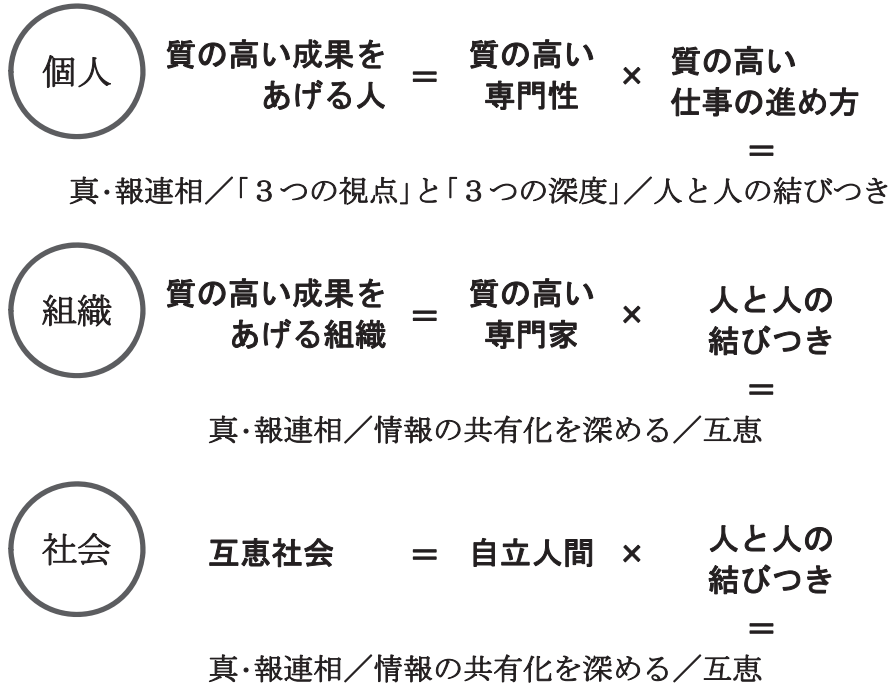 個人
質の高い成果を
あげる人
=
質の高い
専門性
×
質の高い
仕事の進め方
=
真・報連相／「３つの視点」と「３つの深度」／人と人の結びつき
組織
質の高い成果を
あげる組織
=
質の高い
専門家
×
人と人の
結びつき
=
真・報連相／情報の共有化を深める／互恵
社会
互恵社会
=
自立人間
×
人と人の
結びつき
=
真・報連相／情報の共有化を深める／互恵